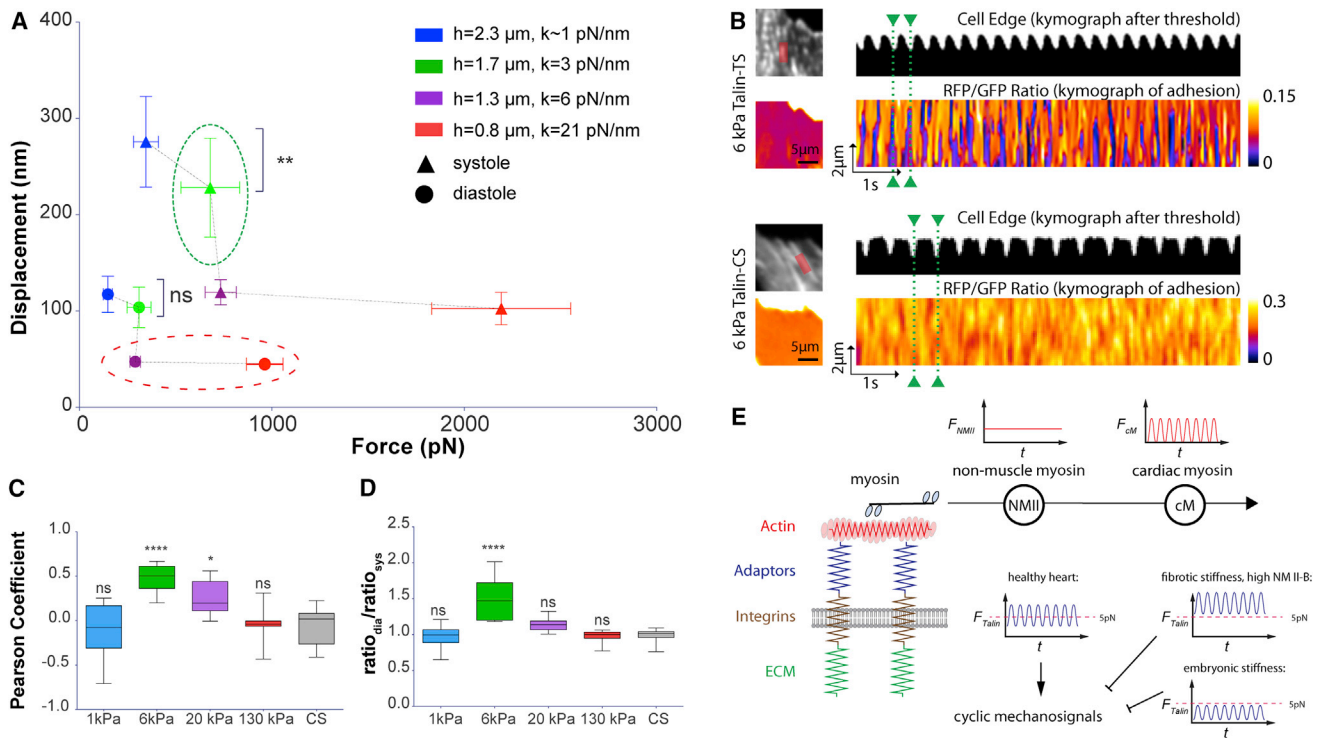 A
Displacement (nm)
400
300
200
100
0
0
1000
2000
3000
Force (pN)
**
ns
h=2.3 µm, k~1 pN/nm
h=1.7 µm, k=3 pN/nm
h=1.3 µm, k=6 pN/nm
h=0.8 µm, k=21 pN/nm
systole
diastole
B
6 kPa Talin-TS
Cell Edge (kymograph after threshold)
RFP/GFP Ratio (kymograph of adhesion)
0.15
0
5µm
2µm
1s
6 kPa Talin-CS
Cell Edge (kymograph after threshold)
RFP/GFP Ratio (kymograph of adhesion)
0.3
0
5µm
2µm
1s
C
Pearson Coefficient
1.0
0.5
0.0
-0.5
-1.0
ns
****
*
ns
1kPa
6kPa
20 kPa
130 kPa
CS
D
ratiodia/ratiosys
2.5
2.0
1.5
1.0
0.5
0.0
ns
****
ns
ns
1kPa
6kPa
20 kPa
130 kPa
CS
E
FNMII
t
FcM
t
non-muscle myosin
cardiac myosin
myosin
NMII
cM
Actin
Adaptors
Integrins
ECM
healthy heart:
FTalin
5pN
t
fibrotic stiffness, high NM II-B:
FTalin
5pN
t
embryonic stiffness:
FTalin
5pN
t
cyclic mechanosignals